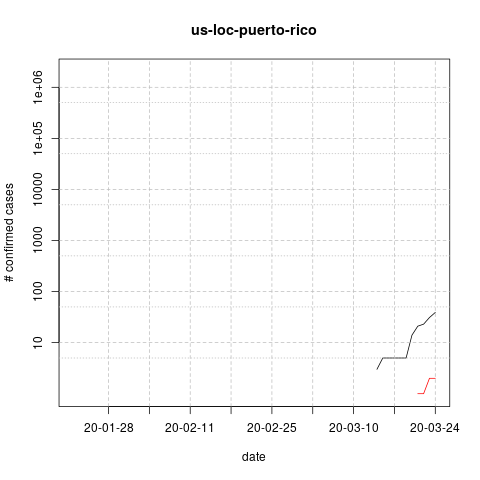 us-loc-puerto-rico
# confirmed cases
1e+06
1e+05
10000
1000
100
10
20-01-28 20-02-11 20-02-25 20-03-10 20-03-24
date